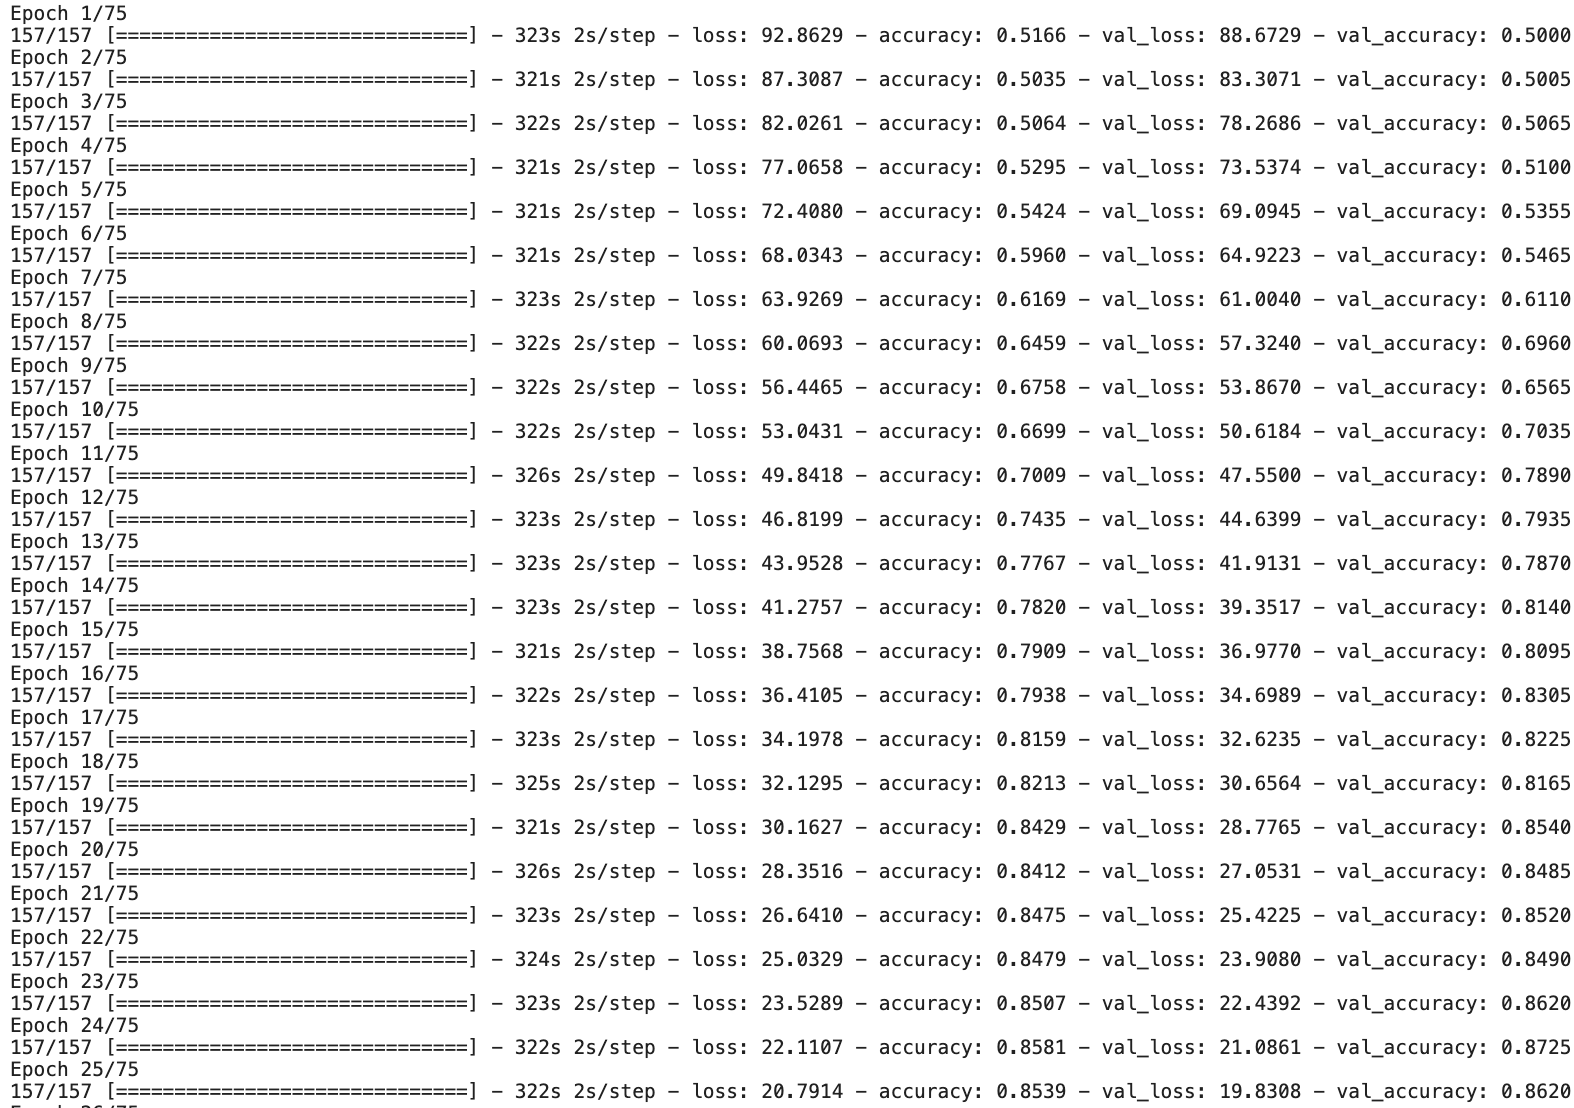 Epoch 1/75
157/157 [==============================] - 323s 2s/step - loss: 92.8629 - accuracy: 0.5166 - val_loss: 88.6729 - val_accuracy: 0.5000
Epoch 2/75
157/157 [==============================] - 321s 2s/step - loss: 87.3087 - accuracy: 0.5035 - val_loss: 83.3071 - val_accuracy: 0.5005
Epoch 3/75
157/157 [==============================] - 322s 2s/step - loss: 82.0261 - accuracy: 0.5064 - val_loss: 78.2686 - val_accuracy: 0.5065
Epoch 4/75
157/157 [==============================] - 321s 2s/step - loss: 77.0658 - accuracy: 0.5295 - val_loss: 73.5374 - val_accuracy: 0.5100
Epoch 5/75
157/157 [==============================] - 321s 2s/step - loss: 72.4080 - accuracy: 0.5424 - val_loss: 69.0945 - val_accuracy: 0.5355
Epoch 6/75
157/157 [==============================] - 321s 2s/step - loss: 68.0343 - accuracy: 0.5960 - val_loss: 64.9223 - val_accuracy: 0.5465
Epoch 7/75
157/157 [==============================] - 323s 2s/step - loss: 63.9269 - accuracy: 0.6169 - val_loss: 61.0040 - val_accuracy: 0.6110
Epoch 8/75
157/157 [==============================] - 322s 2s/step - loss: 60.0693 - accuracy: 0.6459 - val_loss: 57.3240 - val_accuracy: 0.6960
Epoch 9/75
157/157 [==============================] - 322s 2s/step - loss: 56.4465 - accuracy: 0.6758 - val_loss: 53.8670 - val_accuracy: 0.6565
Epoch 10/75
157/157 [==============================] - 322s 2s/step - loss: 53.0431 - accuracy: 0.6699 - val_loss: 50.6184 - val_accuracy: 0.7035
Epoch 11/75
157/157 [==============================] - 326s 2s/step - loss: 49.8418 - accuracy: 0.7009 - val_loss: 47.5500 - val_accuracy: 0.7890
Epoch 12/75
157/157 [==============================] - 323s 2s/step - loss: 46.8199 - accuracy: 0.7435 - val_loss: 44.6399 - val_accuracy: 0.7935
Epoch 13/75
157/157 [==============================] - 323s 2s/step - loss: 43.9528 - accuracy: 0.7767 - val_loss: 41.9131 - val_accuracy: 0.7870
Epoch 14/75
157/157 [==============================] - 323s 2s/step - loss: 41.2757 - accuracy: 0.7820 - val_loss: 39.3517 - val_accuracy: 0.8140
Epoch 15/75
157/157 [==============================] - 321s 2s/step - loss: 38.7568 - accuracy: 0.7909 - val_loss: 36.9770 - val_accuracy: 0.8095
Epoch 16/75
157/157 [==============================] - 322s 2s/step - loss: 36.4105 - accuracy: 0.7938 - val_loss: 34.6989 - val_accuracy: 0.8305
Epoch 17/75
157/157 [==============================] - 323s 2s/step - loss: 34.1978 - accuracy: 0.8159 - val_loss: 32.6235 - val_accuracy: 0.8225
Epoch 18/75
157/157 [==============================] - 325s 2s/step - loss: 32.1295 - accuracy: 0.8213 - val_loss: 30.6564 - val_accuracy: 0.8165
Epoch 19/75
157/157 [==============================] - 321s 2s/step - loss: 30.1627 - accuracy: 0.8429 - val_loss: 28.7765 - val_accuracy: 0.8540
Epoch 20/75
157/157 [==============================] - 326s 2s/step - loss: 28.3516 - accuracy: 0.8412 - val_loss: 27.0531 - val_accuracy: 0.8485
Epoch 21/75
157/157 [==============================] - 323s 2s/step - loss: 26.6410 - accuracy: 0.8475 - val_loss: 25.4225 - val_accuracy: 0.8520
Epoch 22/75
157/157 [==============================] - 324s 2s/step - loss: 25.0329 - accuracy: 0.8479 - val_loss: 23.9080 - val_accuracy: 0.8490
Epoch 23/75
157/157 [==============================] - 323s 2s/step - loss: 23.5289 - accuracy: 0.8507 - val_loss: 22.4392 - val_accuracy: 0.8620
Epoch 24/75
157/157 [==============================] - 322s 2s/step - loss: 22.1107 - accuracy: 0.8581 - val_loss: 21.0861 - val_accuracy: 0.8725
Epoch 25/75
157/157 [==============================] - 322s 2s/step - loss: 20.7914 - accuracy: 0.8539 - val_loss: 19.8308 - val_accuracy: 0.8620